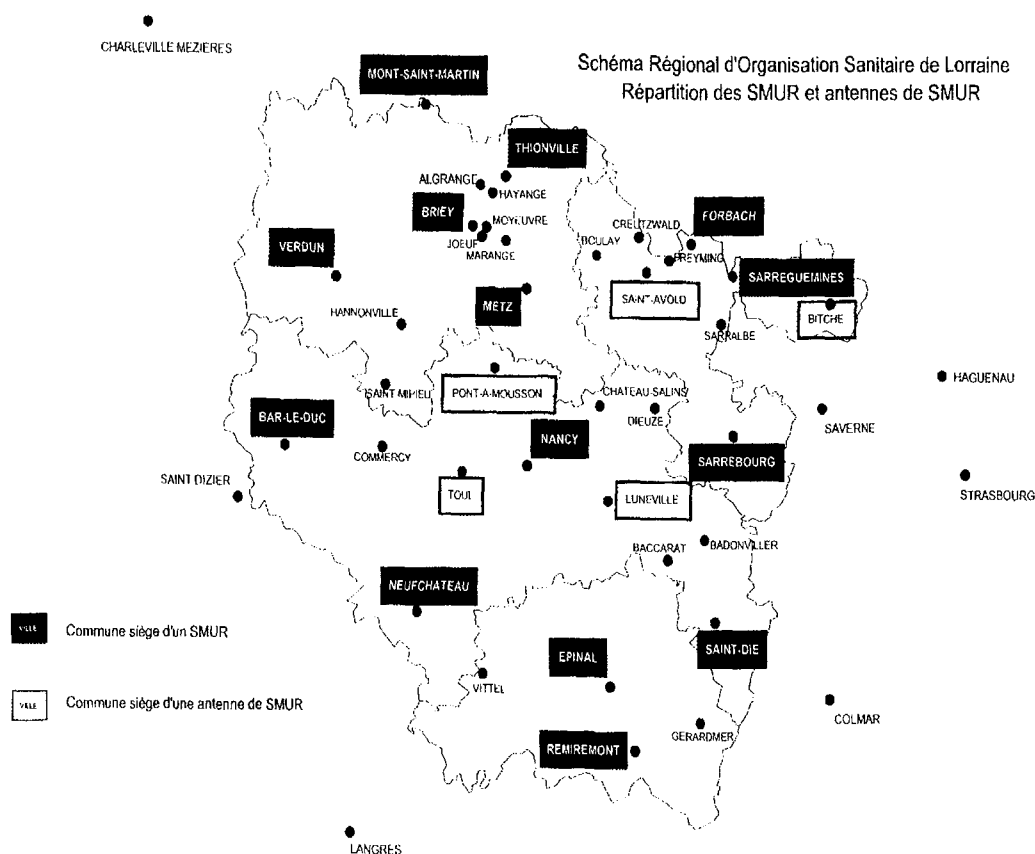 CHARLEVILLE MEZIERES
Schéma Régional d'Organisation Sanitaire de Lorraine
Répartition des SMUR et antennes de SMUR
MONT-SAINT-MARTIN
THIONVILLE
ALGRANGE
HAYANGE
BRIEY
MOYEUVRE
JOEUF
MARANGE
CREUTZWALD
FORBACH
BOULAY
FREYMING
VERDUN
SARREGUEMINES
METZ
SAINT-AVOLD
HANNONVILLE
BITCHE
SARRALBE
HAGUENAU
SAINT MIHIEL
PONT-A-MOUSSON
CHATEAU-SALINS
DIEUZE
BAR-LE-DUC
SAVERNE
NANCY
COMMERCY
SARREBOURG
SAINT DIZIER
TOUL
LUNEVILLE
STRASBOURG
BACCARAT
BADONVILLER
NEUFCHATEAU
VILLE
Commune siège d'un SMUR
EPINAL
SAINT-DIE
VITTEL
VILLE
Commune siège d'une antenne de SMUR
COLMAR
GERARDMER
REMIREMONT
LANGRES